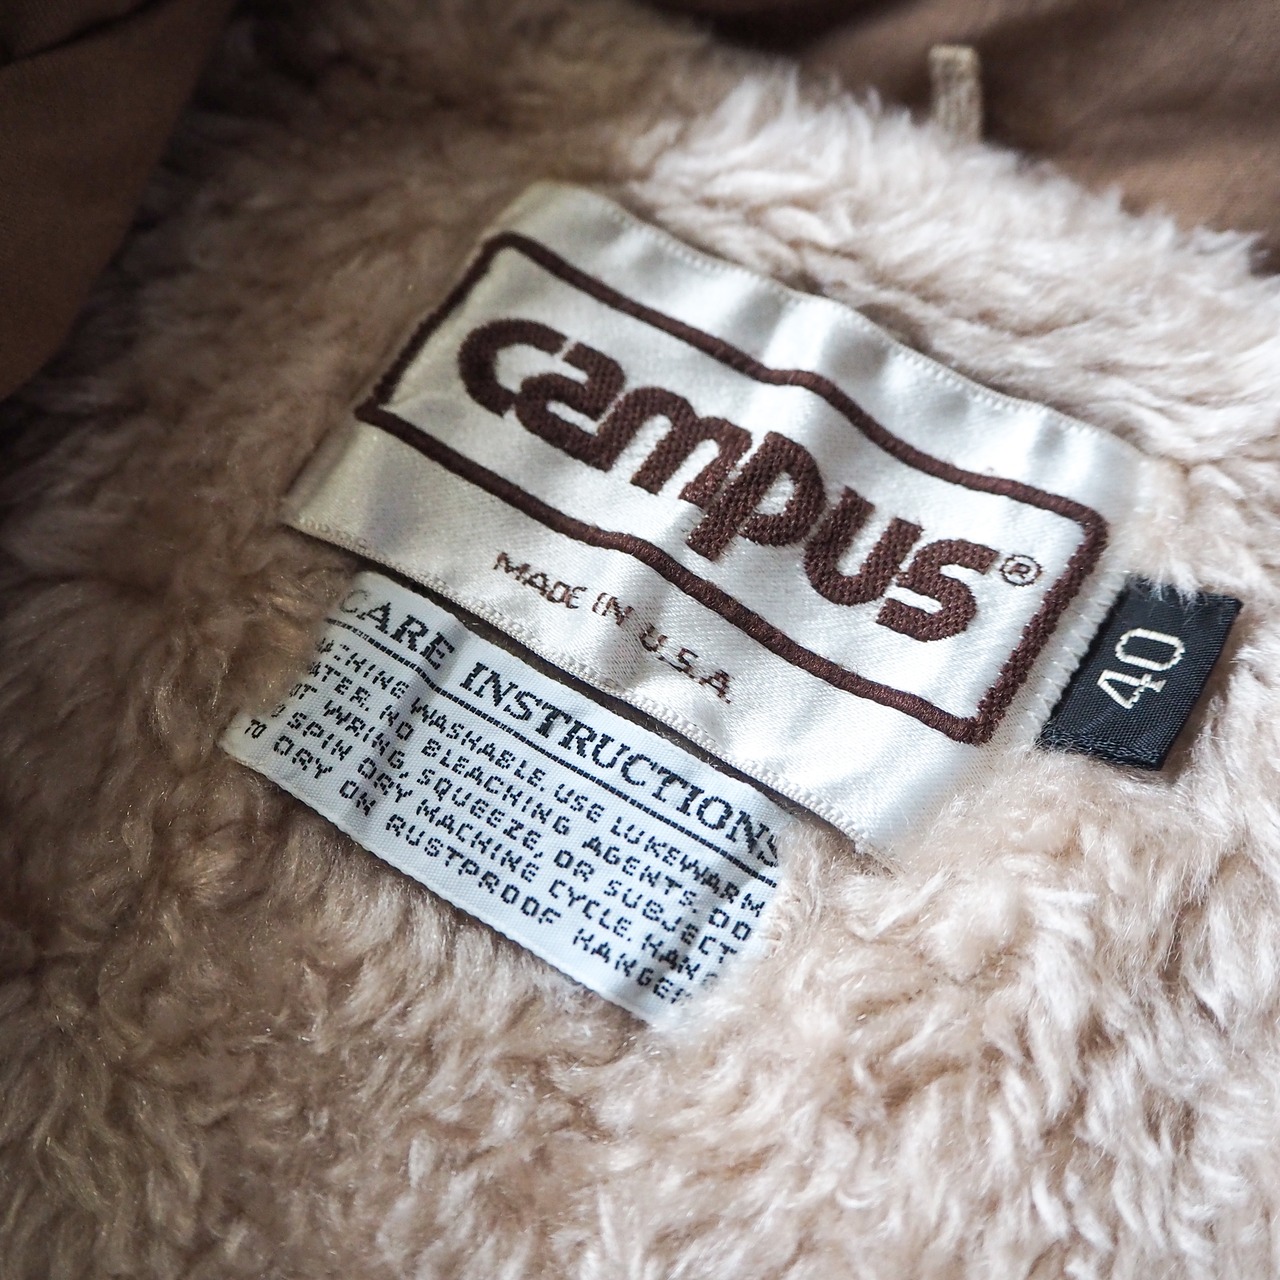 campus®
MADE IN U.S.A.
40
CARE INSTRUCTIONS
WASHABLE. USE LUKEWARM
WATER. NO BLEACHING AGENTS. DO
NOT WRING, SQUEEZE, OR SUBJECT
TO SPIN DRY MACHINE CYCLE. HANG
TO DRY ON RUSTPROOF HANGER